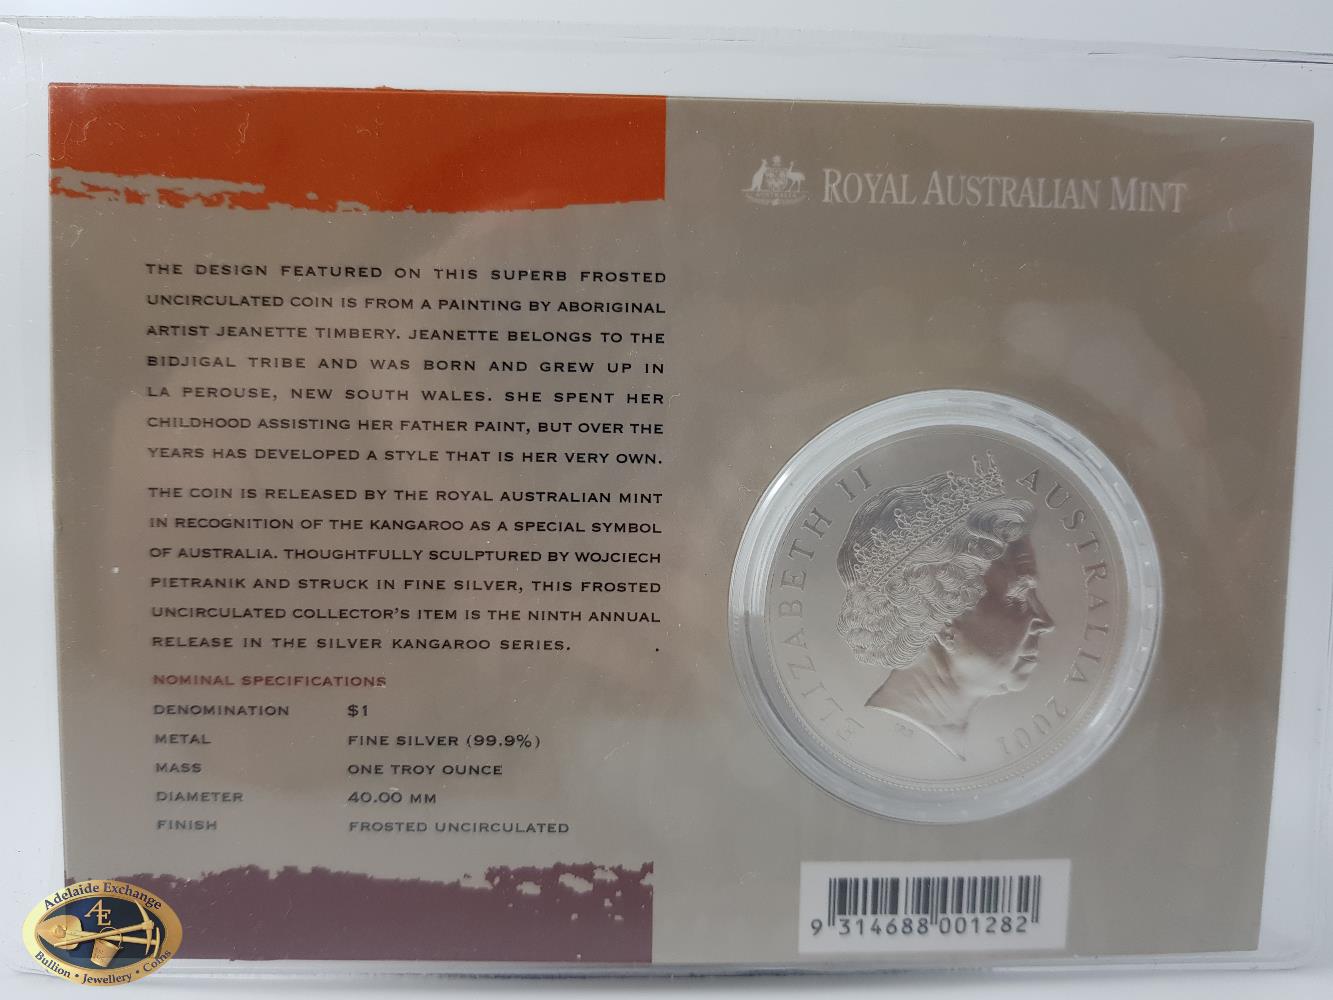 ROYAL AUSTRALIAN MINT
THE DESIGN FEATURED ON THIS SUPERB FROSTED
UNCIRCULATED COIN IS FROM A PAINTING BY ABORIGINAL
ARTIST JEANETTE TIMBERY. JEANETTE BELONGS TO THE
BIDJIGAL TRIBE AND WAS BORN AND GREW UP IN
LA PEROUSE, NEW SOUTH WALES. SHE SPENT HER
CHILDHOOD ASSISTING HER FATHER PAINT, BUT OVER THE
YEARS HAS DEVELOPED A STYLE THAT IS HER VERY OWN.
THE COIN IS RELEASED BY THE ROYAL AUSTRALIAN MINT
IN RECOGNITION OF THE KANGAROO AS A SPECIAL SYMBOL
OF AUSTRALIA. THOUGHTFULLY SCULPTURED BY WOJCIECH
PIETRANIK AND STRUCK IN FINE SILVER, THIS FROSTED
UNCIRCULATED COLLECTOR'S ITEM IS THE NINTH ANNUAL
RELEASE IN THE SILVER KANGAROO SERIES.
NOMINAL SPECIFICATIONS
DENOMINATION $1
METAL FINE SILVER (99.9%)
MASS ONE TROY OUNCE
DIAMETER 40.00 MM
FINISH FROSTED UNCIRCULATED
ELIZABETH II AUSTRALIA 2001
9 314688 001282
Adelaide Exchange
AE
Bullion • Jewellery • Coins